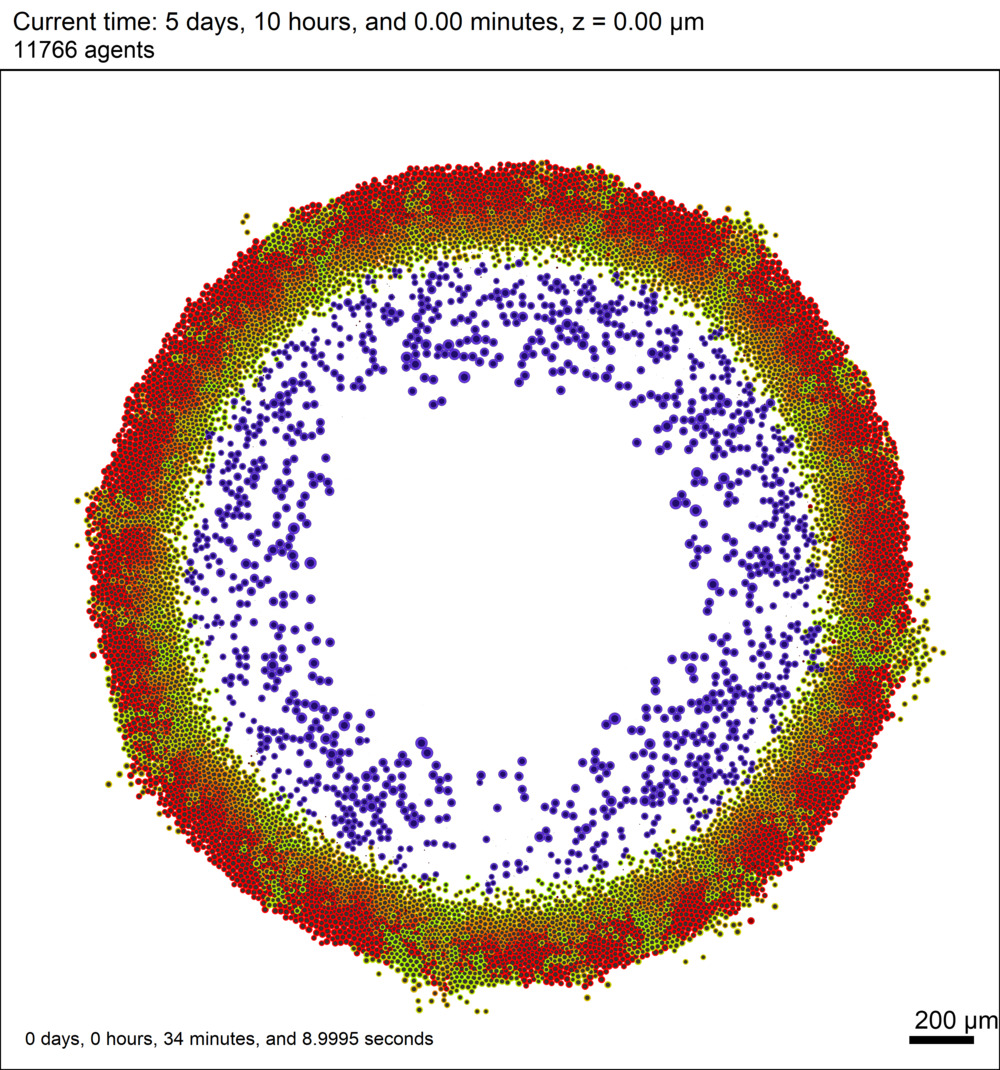 Current time: 5 days, 10 hours, and 0.00 minutes, z = 0.00 μm
11766 agents
200 μm
0 days, 0 hours, 34 minutes, and 8.9995 seconds